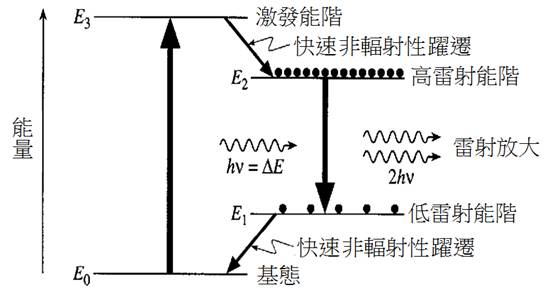 E3 激發能階
快速非輻射性躍遷
E2 高雷射能階
能量
hν = ΔE
雷射放大
2hν
E1 低雷射能階
快速非輻射性躍遷
E0 基態